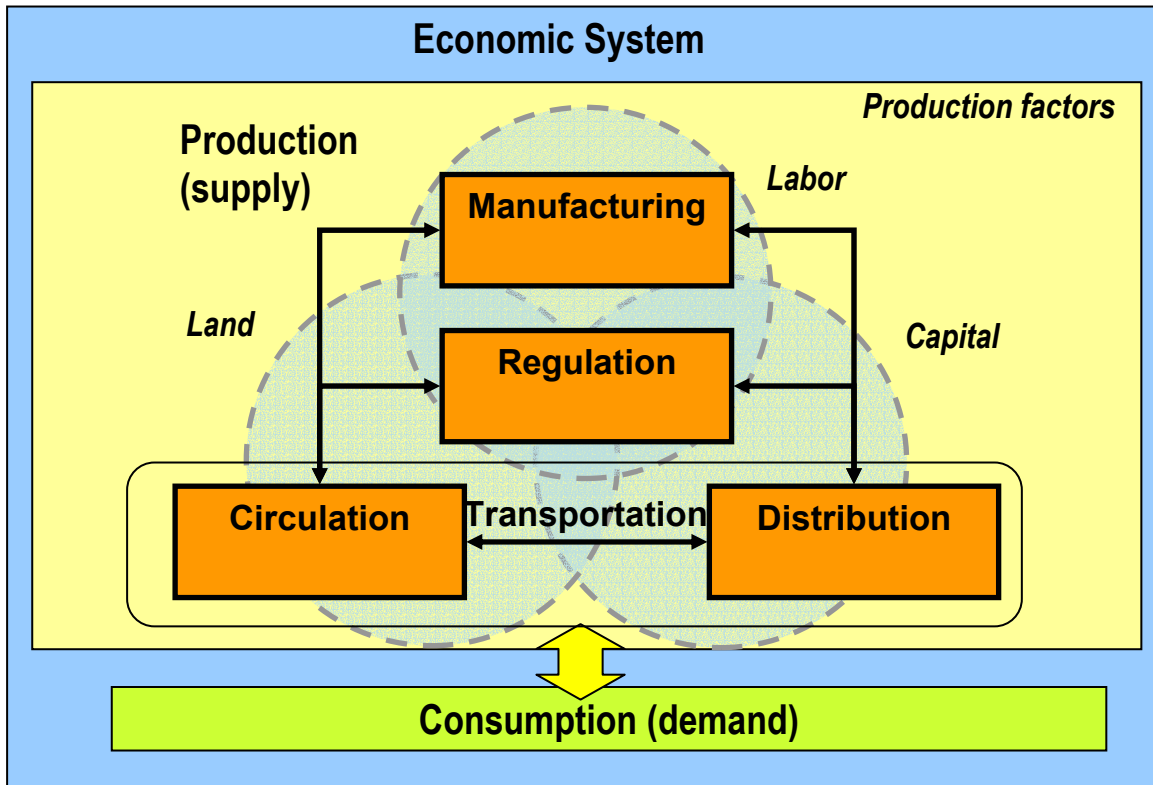 Economic System
Production factors
Production
(supply)
Labor
Manufacturing
Land
Capital
Regulation
Circulation
Transportation
Distribution
Consumption (demand)